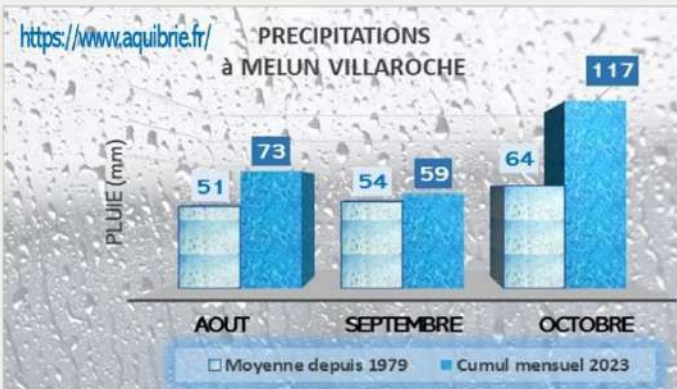 https://www.aquibrie.fr/
PRECIPITATIONS
à MELUN VILLAROCHE
PLUIE (mm)
51
73
54
59
64
117
AOUT
SEPTEMBRE
OCTOBRE
Moyenne depuis 1979
Cumul mensuel 2023